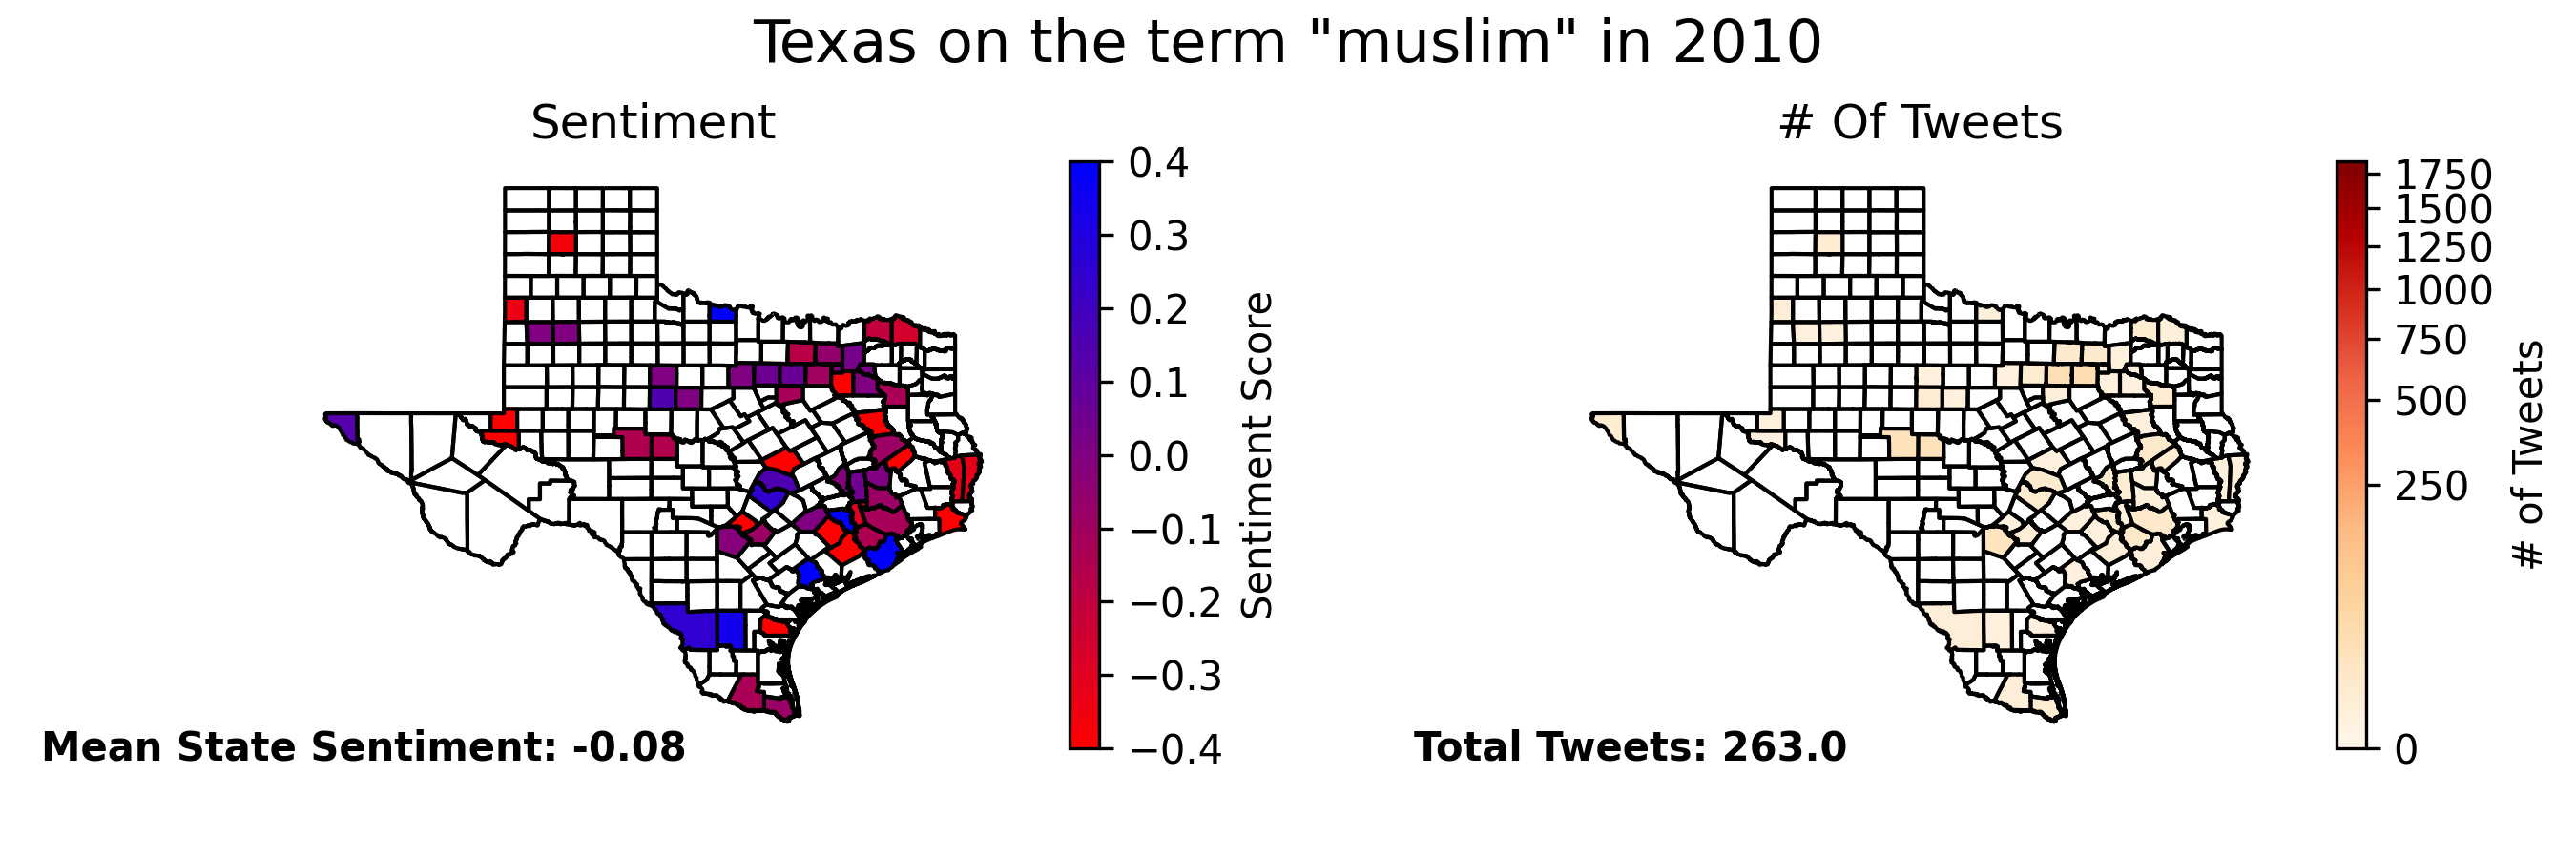 Texas on the term "muslim" in 2010
Sentiment
0.4
0.3
0.2
0.1
0.0
−0.1
−0.2
−0.3
−0.4
Sentiment Score
Mean State Sentiment: -0.08
# Of Tweets
1750
1500
1250
1000
750
500
250
0
# of Tweets
Total Tweets: 263.0